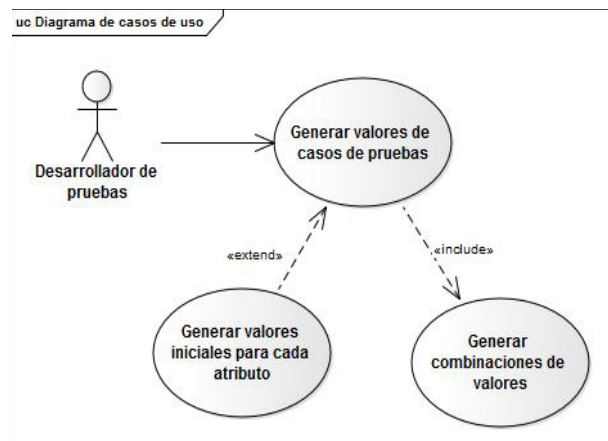 uc Diagrama de casos de uso
Generar valores de
casos de pruebas
Desarrollador de
pruebas
«extend»
«include»
Generar valores
iniciales para cada
atributo
Generar
combinaciones de
valores